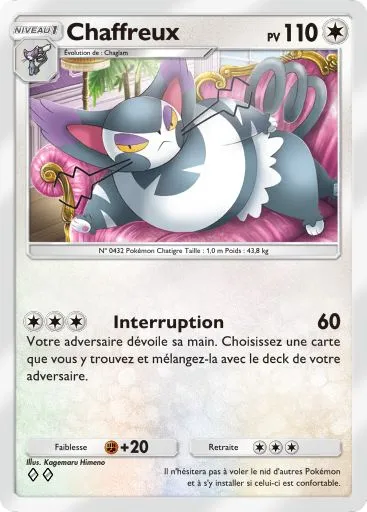 NIVEAU 1
Chaffreux
PV 110
Évolution de : Chaglam
N° 0432 Pokémon Chatigre Taille : 1,0 m Poids : 43,8 kg
Interruption 60
Votre adversaire dévoile sa main. Choisissez une carte
que vous y trouvez et mélangez-la avec le deck de votre
adversaire.
Faiblesse +20
Retraite
Illus. Kagemaru Himeno
Il n'hésitera pas à voler le nid d'autres Pokémon
et à s'y installer si celui-ci est confortable.